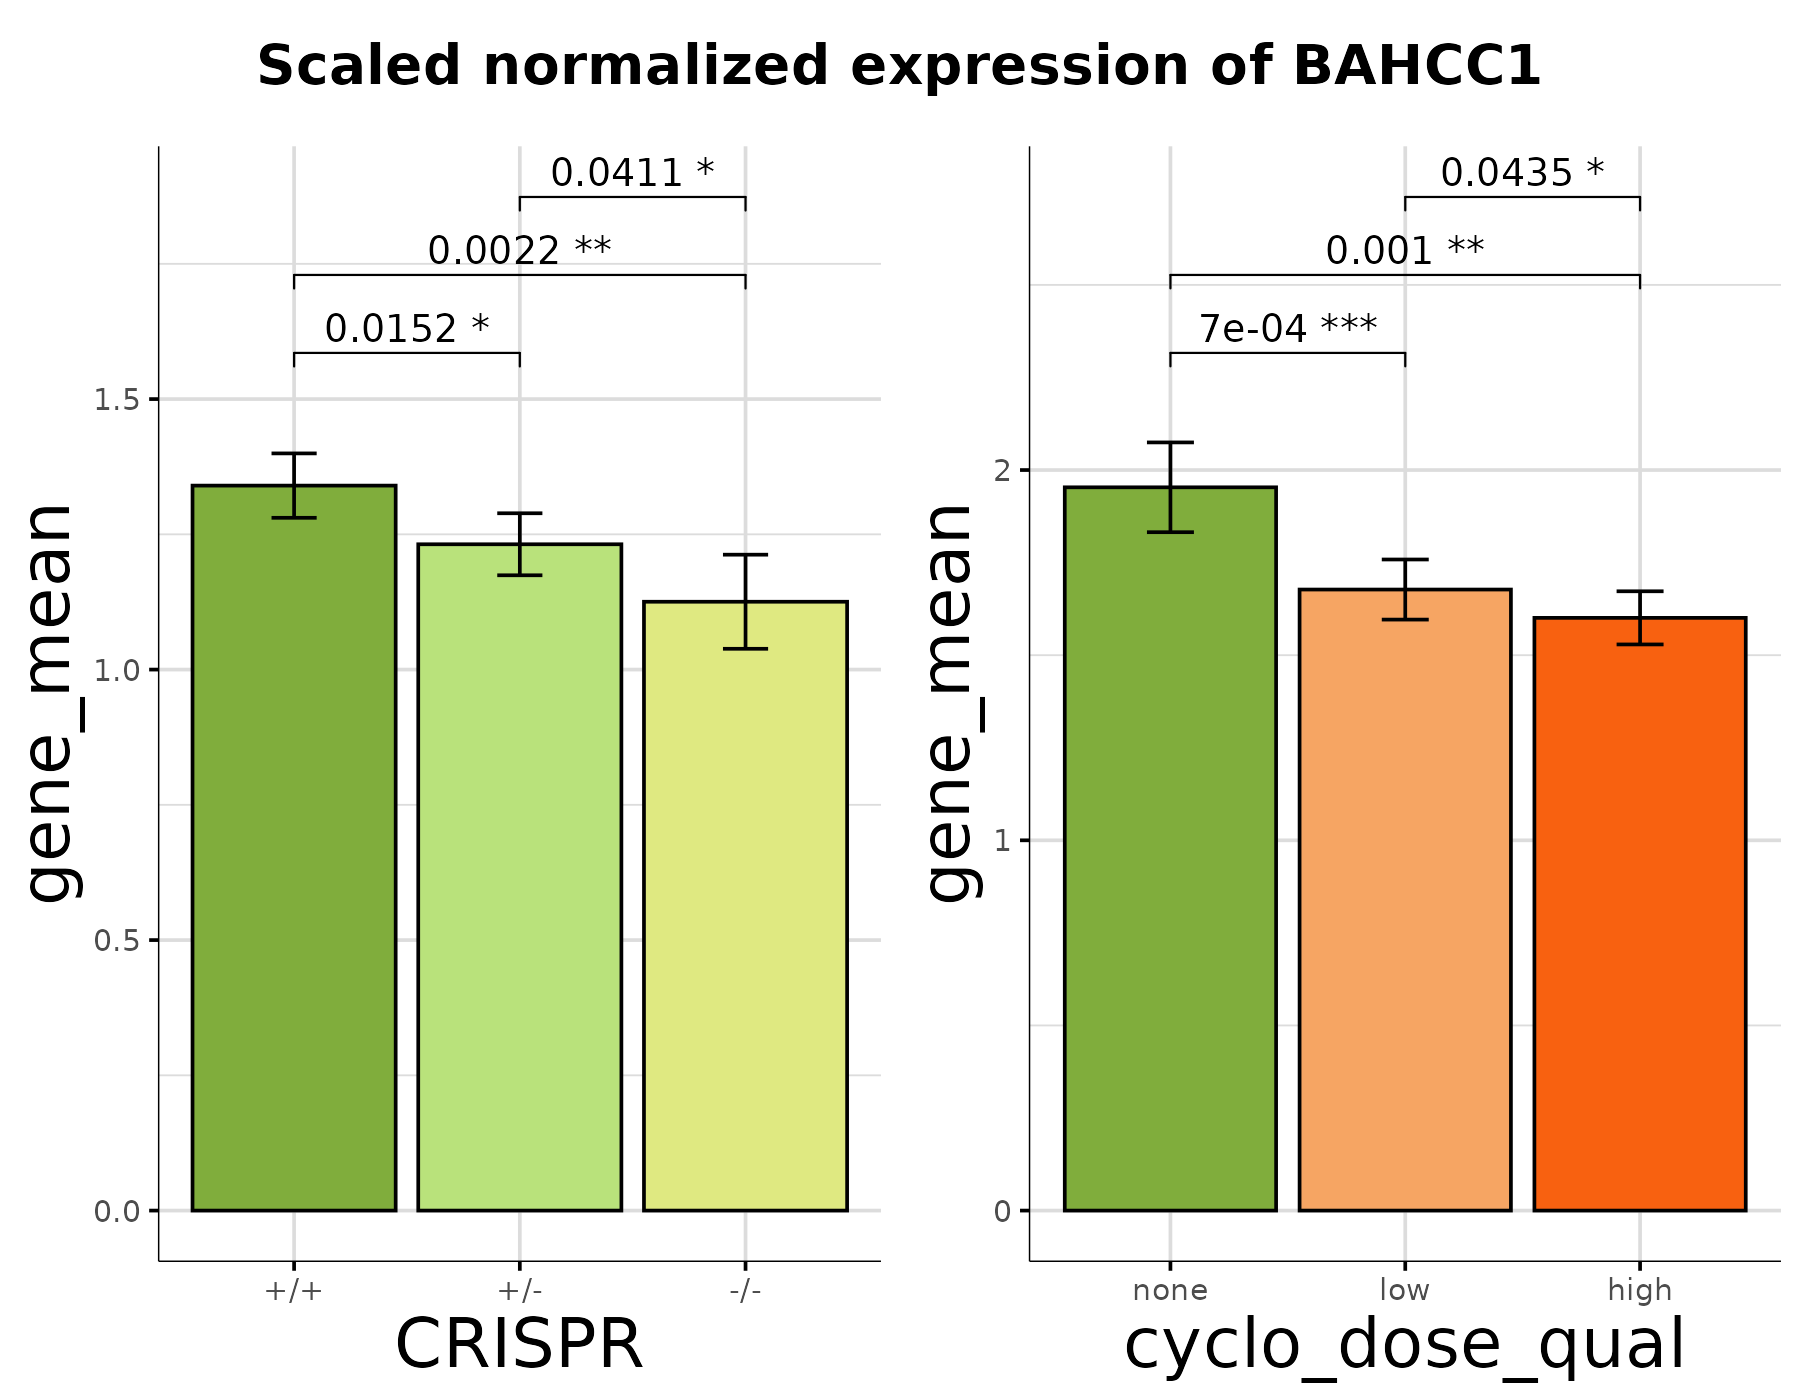 Scaled normalized expression of BAHCC1
gene_mean
0.0411 *
0.0022 **
0.0152 *
1.5
1.0
0.5
0.0
+/+
+/-
-/-
CRISPR
gene_mean
0.0435 *
0.001 **
7e-04 ***
2
1
0
none
low
high
cyclo_dose_qual